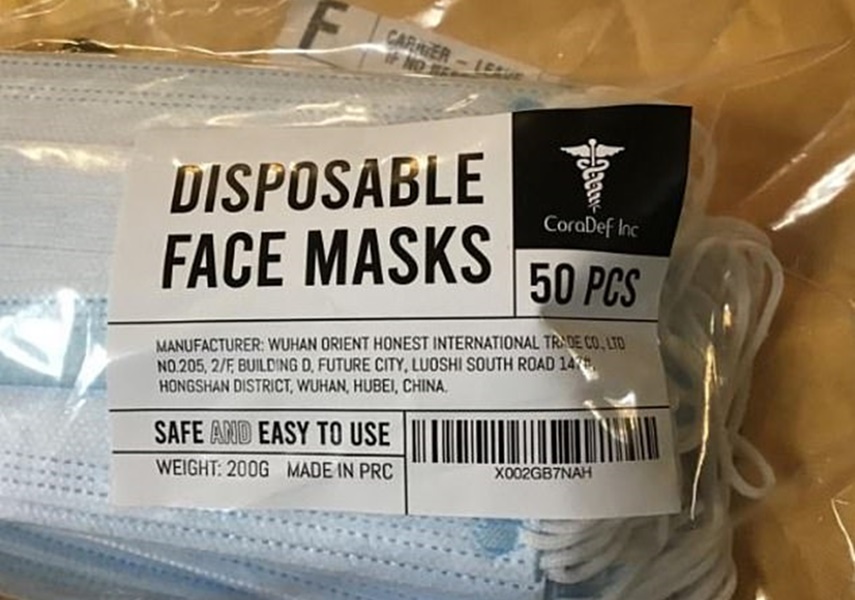 F
CARRIER - LEAVE
IF NO
DISPOSABLE
FACE MASKS
CoraDef Inc
50 PCS
MANUFACTURER: WUHAN ORIENT HONEST INTERNATIONAL TRADE CO., LTD
NO.205, 2/F, BUILDING D, FUTURE CITY, LUOSHI SOUTH ROAD 147#,
HONGSHAN DISTRICT, WUHAN, HUBEI, CHINA.
SAFE AND EASY TO USE
WEIGHT: 200G MADE IN PRC
X002GB7NAH